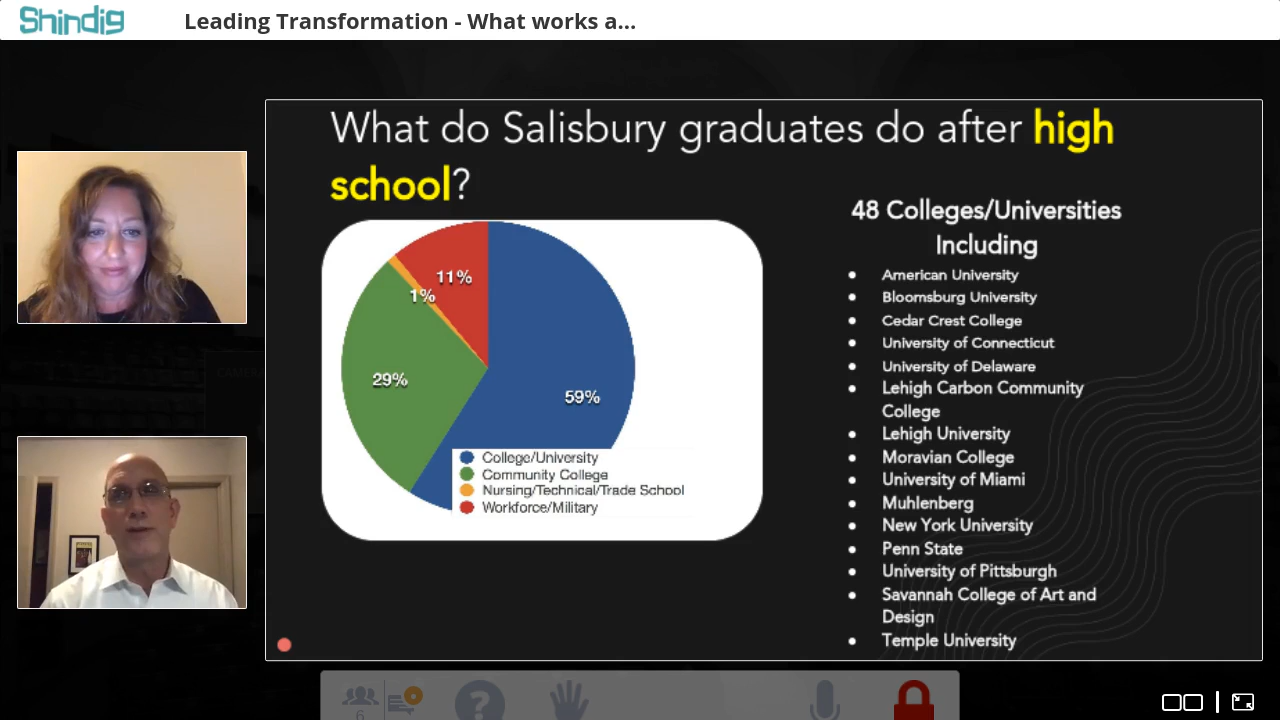 Shindig
Leading Transformation - What works a...
What do Salisbury graduates do after high
school?
11%
1%
29%
59%
College/University
Community College
Nursing/Technical/Trade School
Workforce/Military
48 Colleges/Universities
Including
• American University
• Bloomsburg University
• Cedar Crest College
• University of Connecticut
• University of Delaware
• Lehigh Carbon Community
College
• Lehigh University
• Moravian College
• University of Miami
• Muhlenberg
• New York University
• Penn State
• University of Pittsburgh
• Savannah College of Art and
Design
• Temple University
6